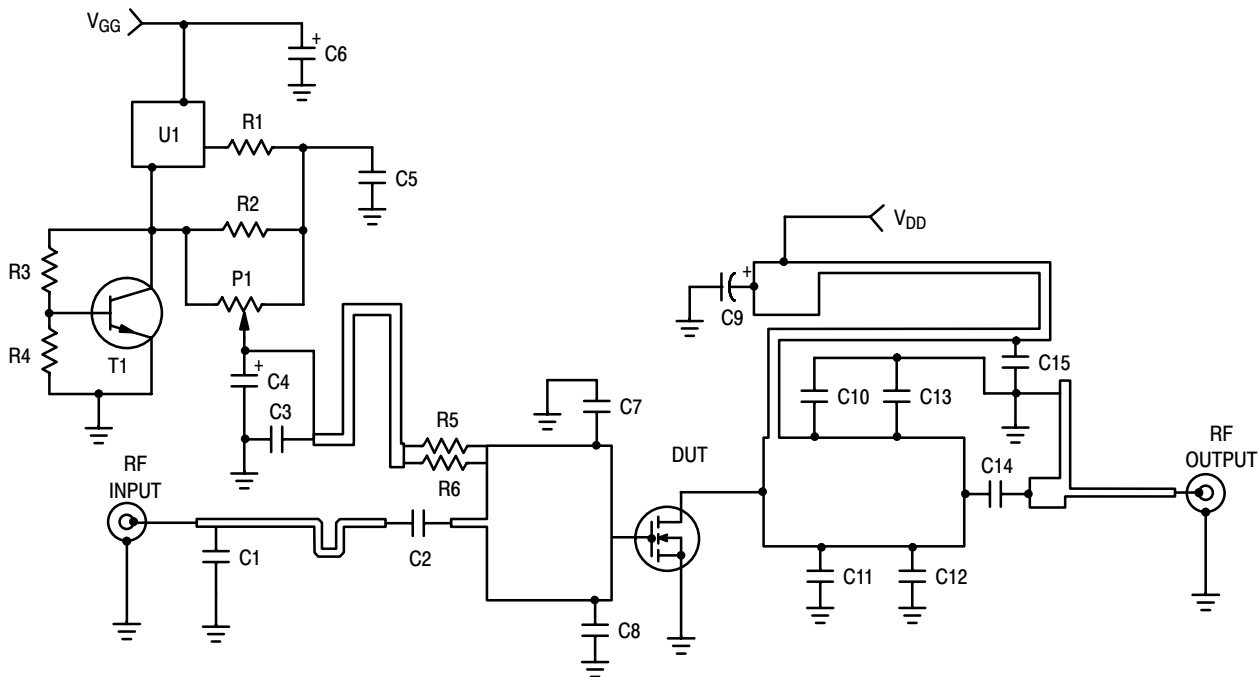 VGG
+
C6
U1
R1
C5
R2
R3
P1
R4
T1
+
C4
C3
R5
R6
C7
RF
INPUT
C1
C2
C8
DUT
VDD
+
C9
C10
C13
C15
C14
RF
OUTPUT
C11
C12